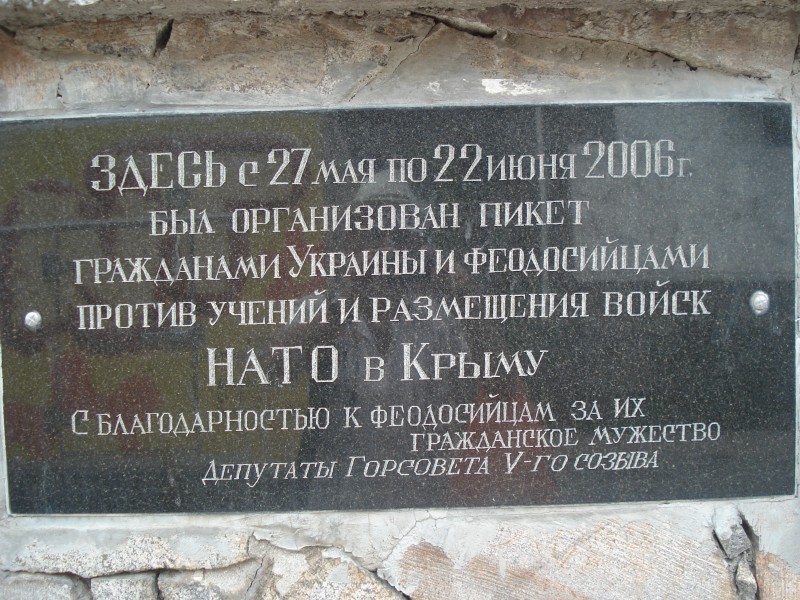 ЗДЕСЬ с 27 мая по 22 июня 2006 г.
БЫЛ ОРГАНИЗОВАН ПИКЕТ
ГРАЖДАНАМИ УКРАИНЫ И ФЕОДОСИЙЦАМИ
ПРОТИВ УЧЕНИЙ И РАЗМЕЩЕНИЯ ВОЙСК
НАТО В КРЫМУ
С БЛАГОДАРНОСТЬЮ К ФЕОДОСИЙЦАМ ЗА ИХ
ГРАЖДАНСКОЕ МУЖЕСТВО
ДЕПУТАТЫ ГОРСОВЕТА V-ГО СОЗЫВА